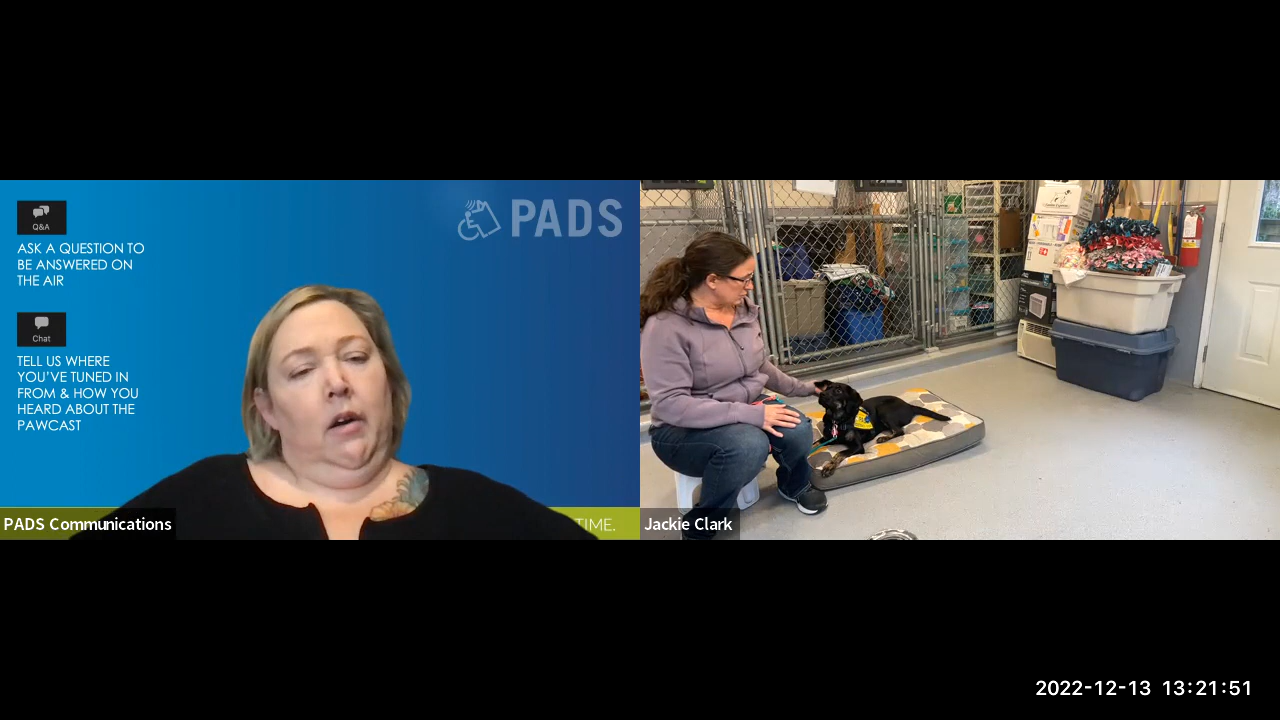 Q&A
ASK A QUESTION TO
BE ANSWERED ON
THE AIR
Chat
TELL US WHERE
YOU'VE TUNED IN
FROM & HOW YOU
HEARD ABOUT THE
PAWCAST
PADS
TIME.
PADS Communications
Jackie Clark
2022-12-13 13:21:51